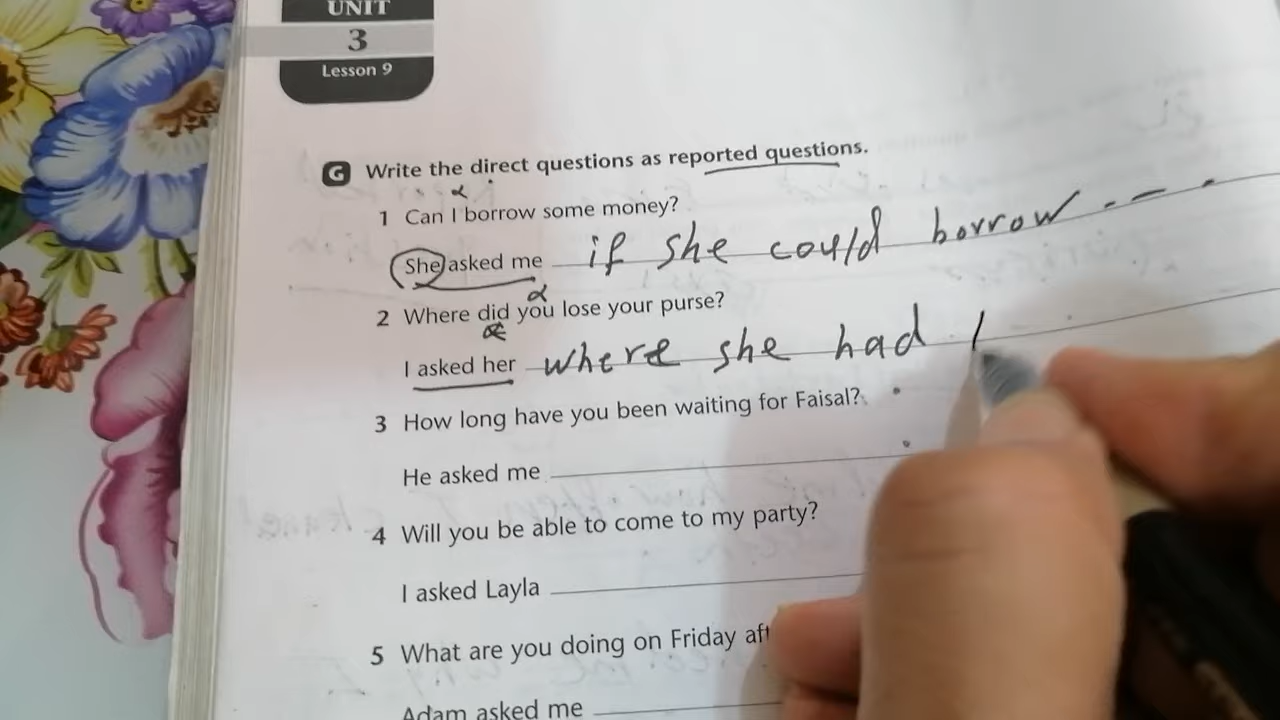 UNIT
3
Lesson 9
G Write the direct questions as reported questions.
1 Can I borrow some money?
She asked me if she could borrow ---
2 Where did you lose your purse?
I asked her where she had l
3 How long have you been waiting for Faisal?
He asked me
4 Will you be able to come to my party?
I asked Layla
5 What are you doing on Friday aft
Adam asked me